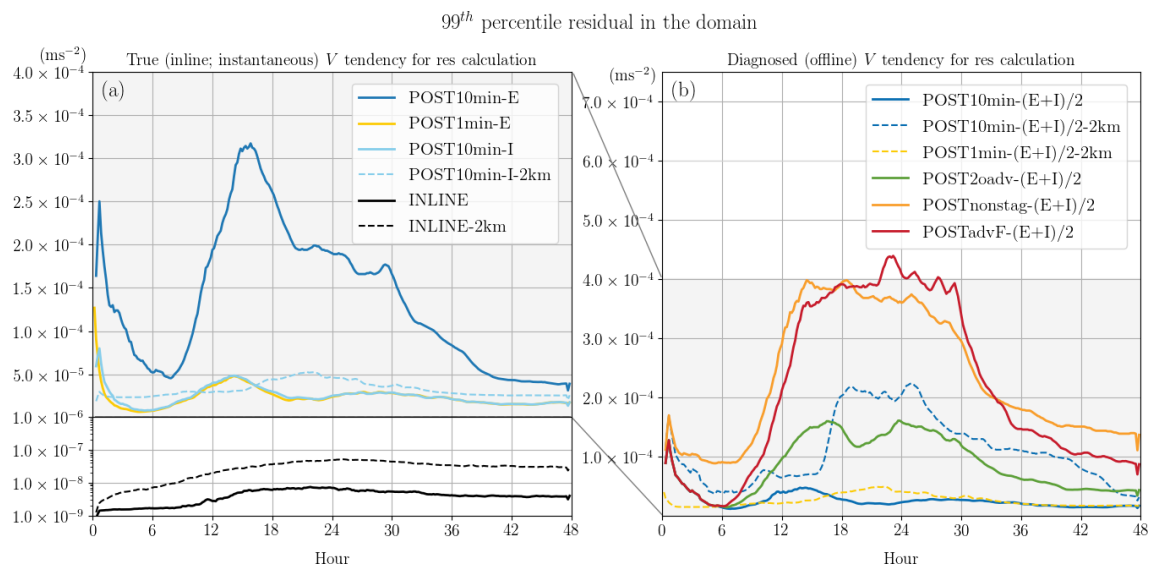 99th percentile residual in the domain
(ms⁻²)
True (inline; instantaneous) V tendency for res calculation
(a)
4.0 × 10⁻⁴
3.5 × 10⁻⁴
3.0 × 10⁻⁴
2.5 × 10⁻⁴
2.0 × 10⁻⁴
1.5 × 10⁻⁴
1.0 × 10⁻⁴
5.0 × 10⁻⁵
1.0 × 10⁻⁶
1.0 × 10⁻⁷
1.0 × 10⁻⁸
1.0 × 10⁻⁹
POST10min-E
POST1min-E
POST10min-I
POST10min-I-2km
INLINE
INLINE-2km
0 6 12 18 24 30 36 42 48
Hour
(ms⁻²)
Diagnosed (offline) V tendency for res calculation
(b)
7.0 × 10⁻⁴
6.0 × 10⁻⁴
5.0 × 10⁻⁴
4.0 × 10⁻⁴
3.0 × 10⁻⁴
2.0 × 10⁻⁴
1.0 × 10⁻⁴
POST10min-(E+I)/2
POST10min-(E+I)/2-2km
POST1min-(E+I)/2-2km
POST2oadv-(E+I)/2
POSTnonstag-(E+I)/2
POSTadvF-(E+I)/2
0 6 12 18 24 30 36 42 48
Hour